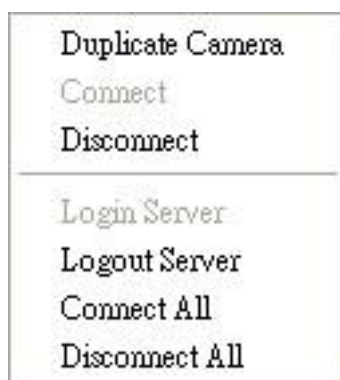 Duplicate Camera
Connect
Disconnect
Login Server
Logout Server
Connect All
Disconnect All